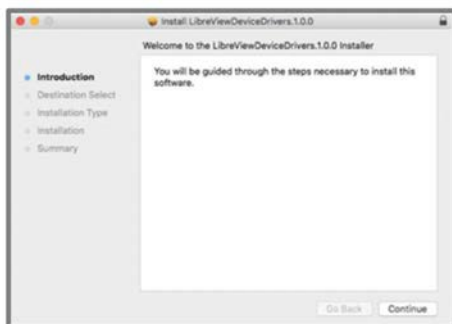 Install LibreViewDeviceDrivers.1.0.0
Welcome to the LibreViewDeviceDrivers.1.0.0 Installer
Introduction
Destination Select
Installation Type
Installation
Summary
You will be guided through the steps necessary to install this
software.
Go Back
Continue